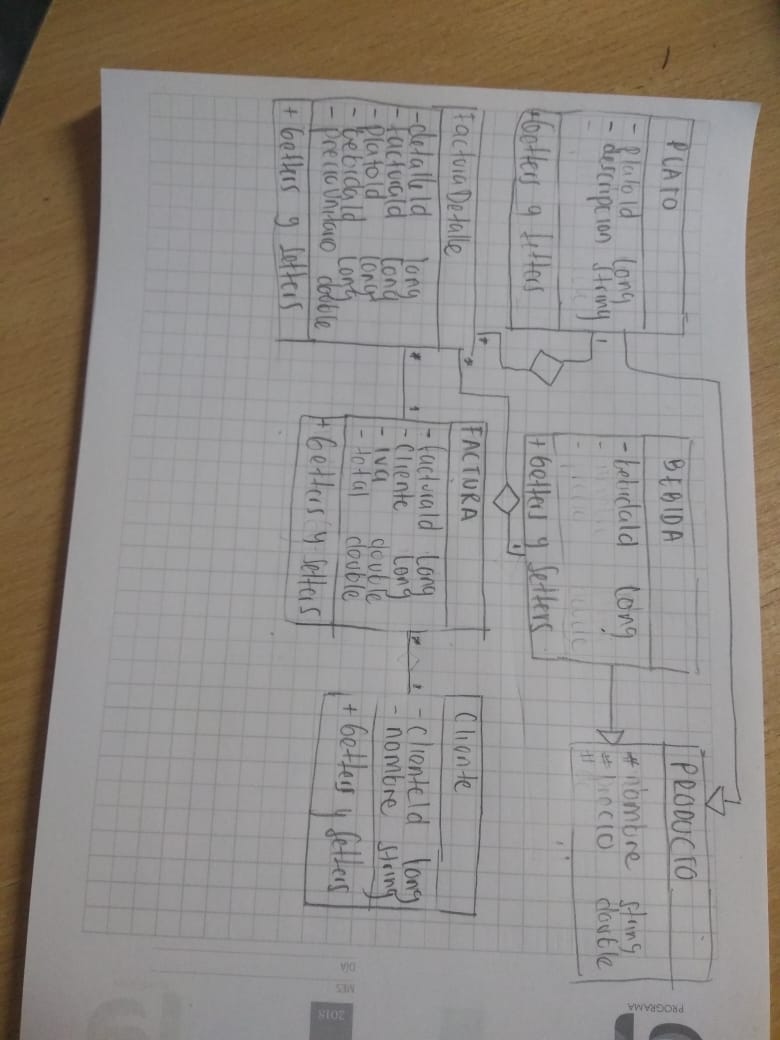 PLATO
- platoId long
- descripcion string
-
+Getters y setters
BEBIDA
- bebidaId long
-
-
+Getters y setters
PRODUCTO
# nombre string
# precio double
#
FacturaDetalle
- detalleId long
- facturaId long
- platoId long
- bebidaId long
- precioUnitario double
+ Getters y setters
FACTURA
- facturaId long
- cliente long
- iva double
- total double
+ Getters y setters
Cliente
- clienteId long
- nombre string
+ Getters y setters
1
*
*
1
*
1
*
1
PROGRAMA
2018
MES
DÍA